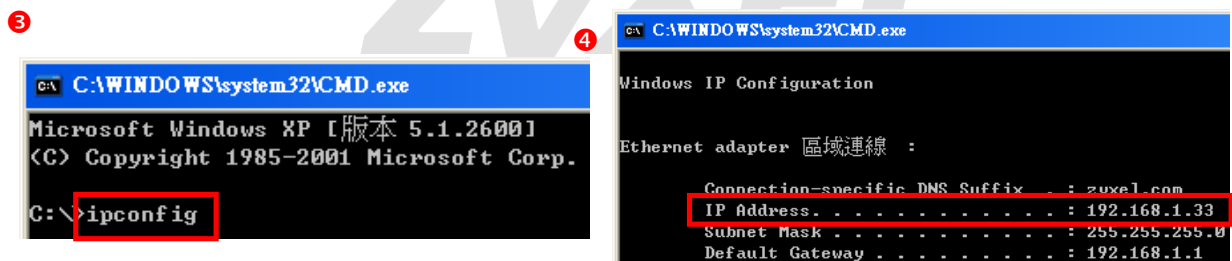 ❸
C:\WINDOWS\system32\CMD.exe
Microsoft Windows XP [版本 5.1.2600]
(C) Copyright 1985-2001 Microsoft Corp.
C:\>ipconfig
❹
C:\WINDOWS\system32\CMD.exe
Windows IP Configuration
Ethernet adapter 區域連線 :
Connection-specific DNS Suffix . : zyxel.com
IP Address. . . . . . . . . . . . : 192.168.1.33
Subnet Mask . . . . . . . . . . . : 255.255.255.0
Default Gateway . . . . . . . . . : 192.168.1.1